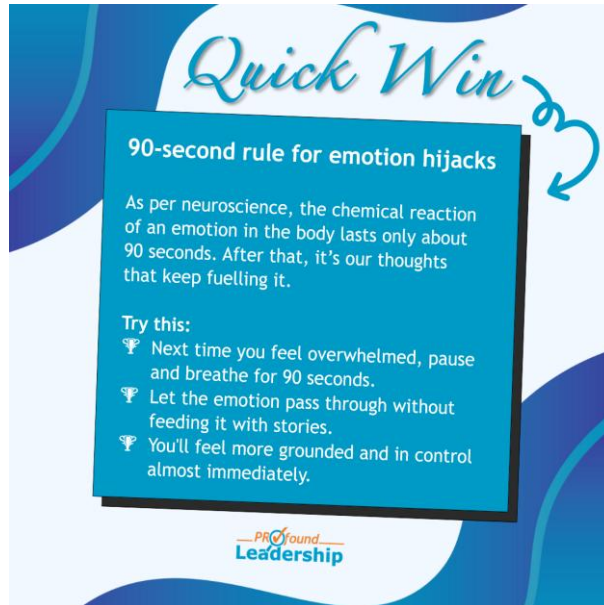 Quick Win
90-second rule for emotion hijacks
As per neuroscience, the chemical reaction
of an emotion in the body lasts only about
90 seconds. After that, it's our thoughts
that keep fuelling it.
Try this:
Next time you feel overwhelmed, pause
and breathe for 90 seconds.
Let the emotion pass through without
feeding it with stories.
You'll feel more grounded and in control
almost immediately.
PROfound
Leadership